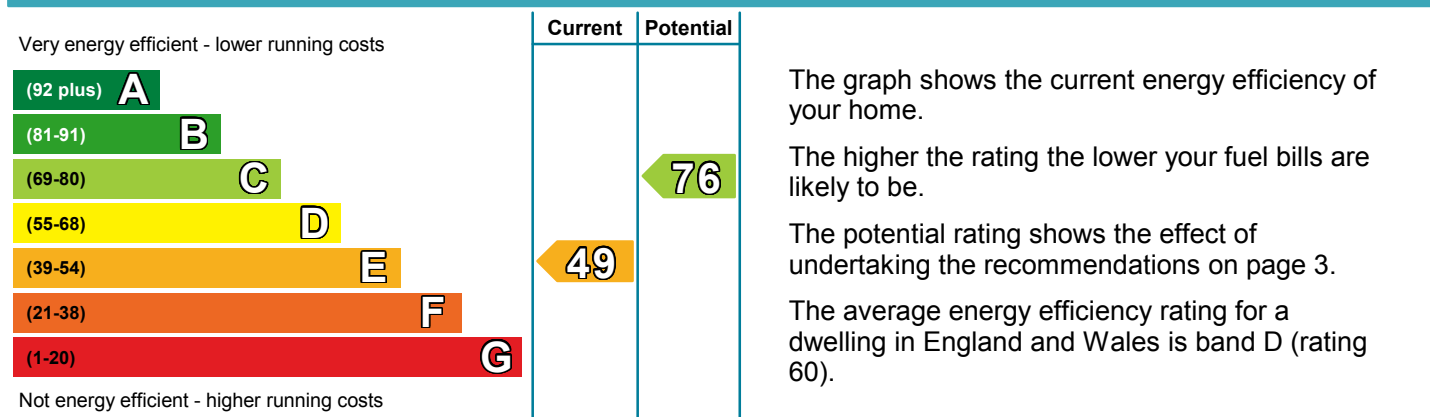 Current Potential
Very energy efficient - lower running costs
(92 plus) A
(81-91) B
(69-80) C
76
(55-68) D
(39-54) E
49
(21-38) F
(1-20) G
Not energy efficient - higher running costs
The graph shows the current energy efficiency of
your home.
The higher the rating the lower your fuel bills are
likely to be.
The potential rating shows the effect of
undertaking the recommendations on page 3.
The average energy efficiency rating for a
dwelling in England and Wales is band D (rating
60).